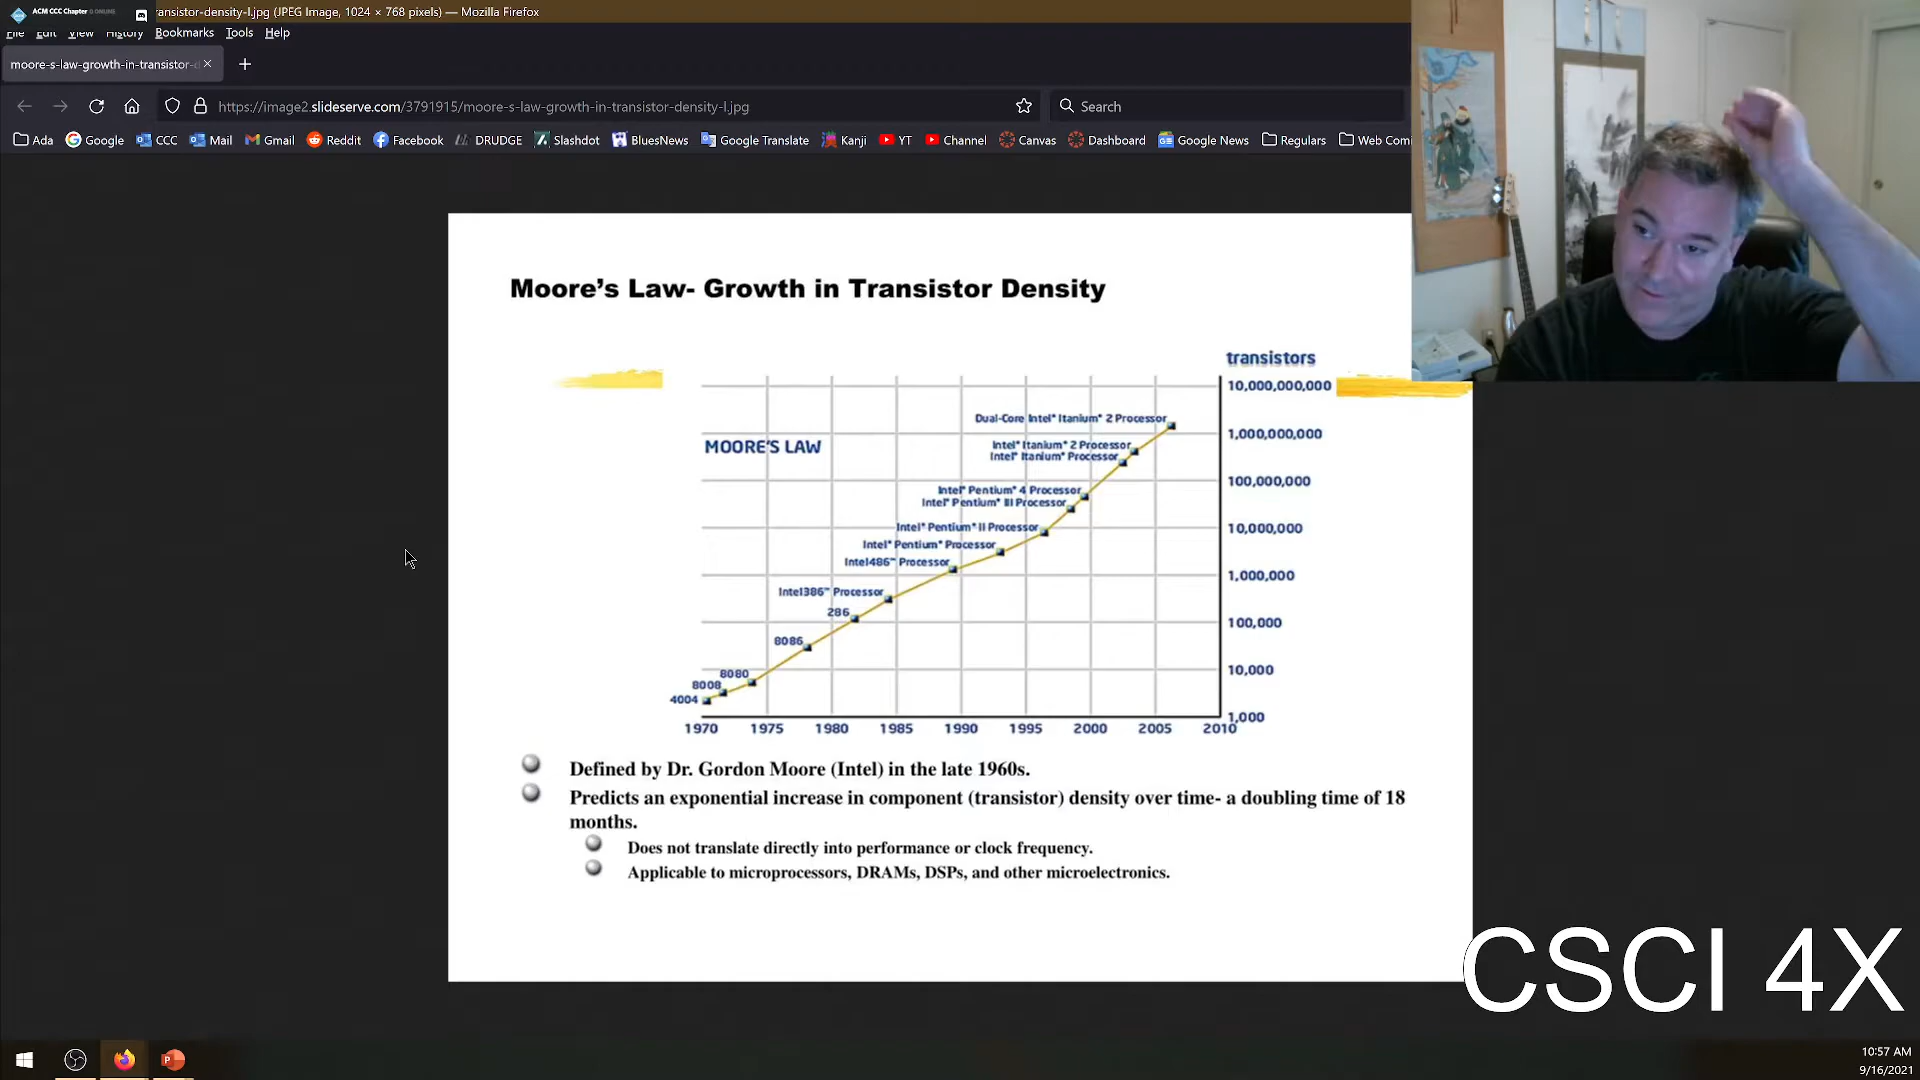 ACM CCC Chapter
ransistor-density-l.jpg (JPEG Image, 1024 × 768 pixels) — Mozilla Firefox
File Edit View History Bookmarks Tools Help
moore-s-law-growth-in-transistor-d
https://image2.slideserve.com/3791915/moore-s-law-growth-in-transistor-density-l.jpg
Search
Ada Google CCC Mail Gmail Reddit Facebook DRUDGE Slashdot BluesNews Google Translate Kanji YT Channel Canvas Dashboard Google News Regulars Web Comi
Moore's Law- Growth in Transistor Density
transistors
10,000,000,000
Dual-Core Intel® Itanium® 2 Processor
1,000,000,000
MOORE'S LAW
Intel® Itanium® 2 Processor
Intel® Itanium® Processor
100,000,000
Intel® Pentium® 4 Processor
Intel® Pentium® III Processor
Intel® Pentium® II Processor
10,000,000
Intel® Pentium® Processor
Intel486™ Processor
1,000,000
Intel386™ Processor
286
100,000
8086
8080
10,000
8008
4004
1,000
1970 1975 1980 1985 1990 1995 2000 2005 2010
Defined by Dr. Gordon Moore (Intel) in the late 1960s.
Predicts an exponential increase in component (transistor) density over time- a doubling time of 18
months.
Does not translate directly into performance or clock frequency.
Applicable to microprocessors, DRAMs, DSPs, and other microelectronics.
CSCI 4X
10:57 AM
9/16/2021